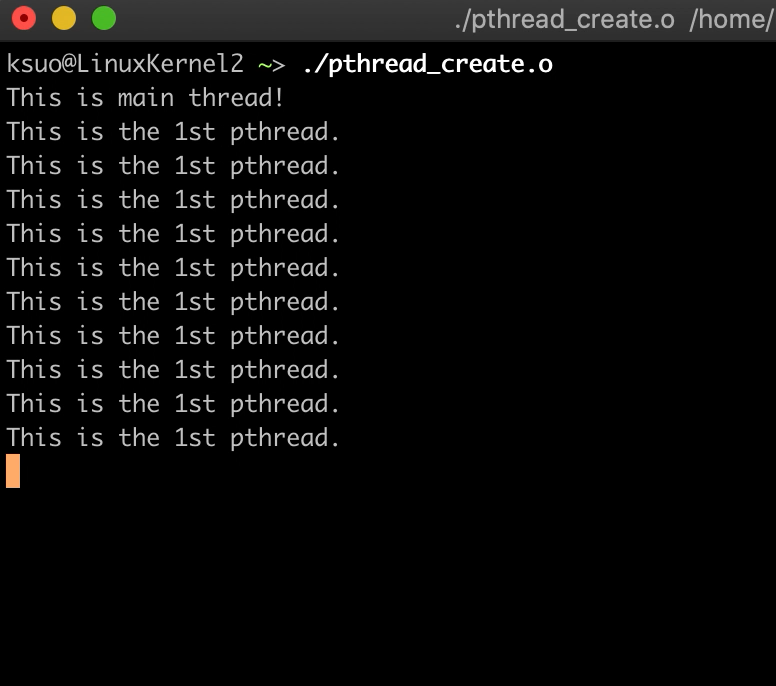 ./pthread_create.o /home/
ksuo@LinuxKernel2 ~> ./pthread_create.o
This is main thread!
This is the 1st pthread.
This is the 1st pthread.
This is the 1st pthread.
This is the 1st pthread.
This is the 1st pthread.
This is the 1st pthread.
This is the 1st pthread.
This is the 1st pthread.
This is the 1st pthread.
This is the 1st pthread.